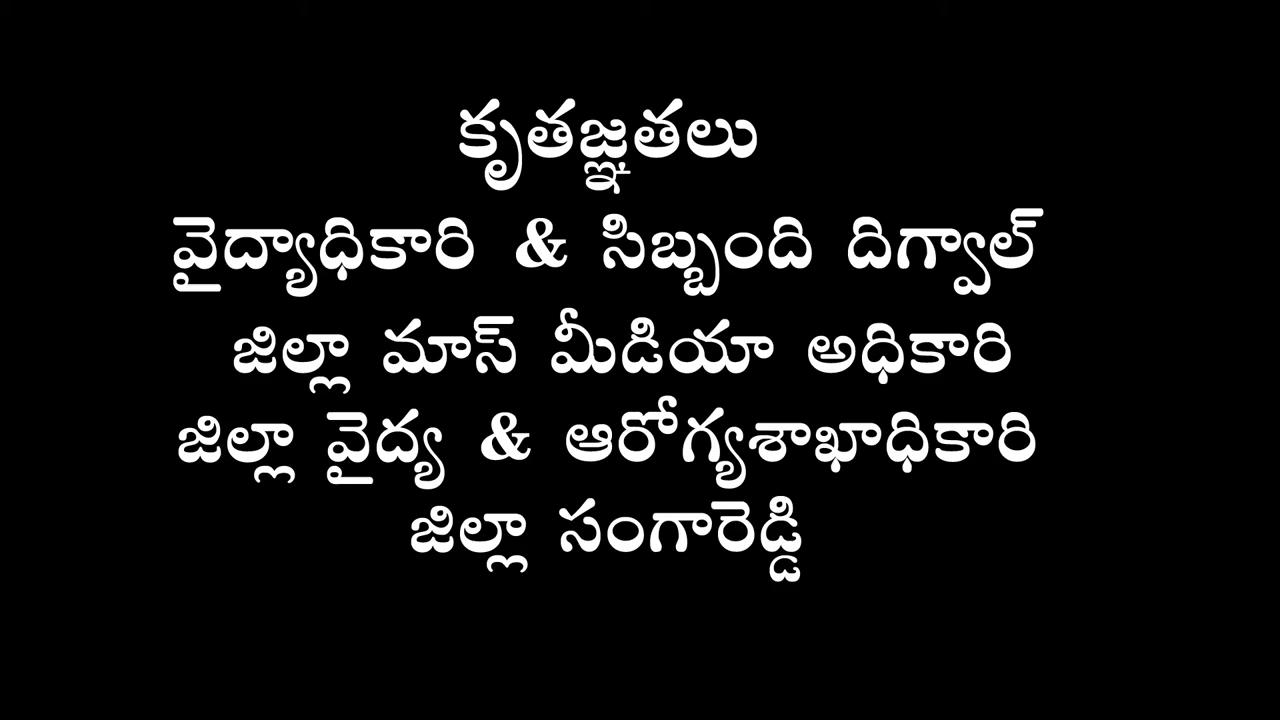 కృతజ్ఞతలు
వైద్యాధికారి & సిబ్బంది దిగ్వాల్
జిల్లా మాస్ మీడియా అధికారి
జిల్లా వైద్య & ఆరోగ్యశాఖాధికారి
జిల్లా సంగారెడ్డి